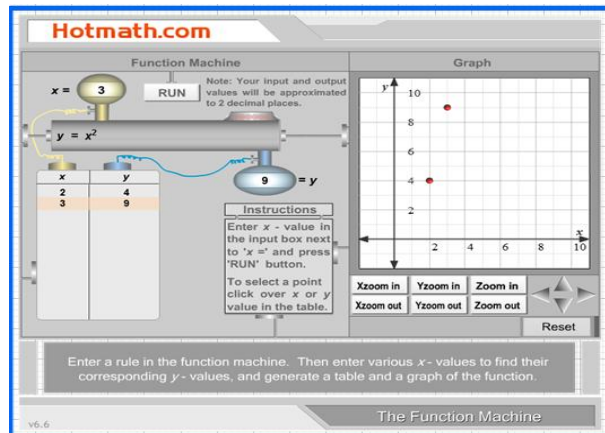 Hotmath.com
Function Machine
Graph
x = 3
RUN
Note: Your input and output
values will be approximated
to 2 decimal places.
y = x²
9 = y
x y
2 4
3 9
Instructions
Enter x - value in
the input box next
to 'x =' and press
'RUN' button.
To select a point
click over x or y
value in the table.
y
10
8
6
4
2
x
2 4 6 8 10
Xzoom in Yzoom in Zoom in
Xzoom out Yzoom out Zoom out
Reset
Enter a rule in the function machine. Then enter various x - values to find their
corresponding y - values, and generate a table and a graph of the function.
v6.6
The Function Machine